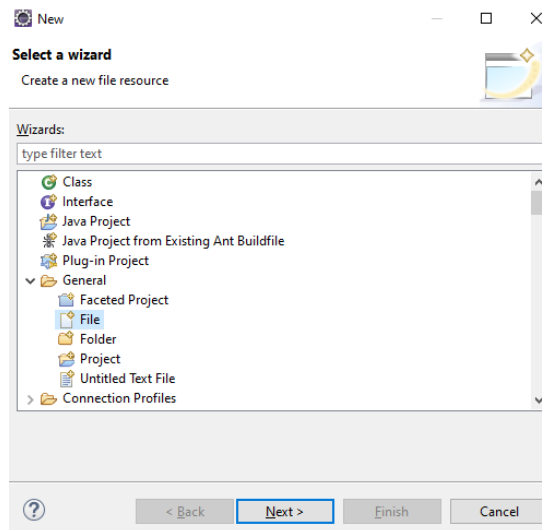 New
Select a wizard
Create a new file resource
Wizards:
type filter text
Class
Interface
Java Project
Java Project from Existing Ant Buildfile
Plug-in Project
General
Faceted Project
File
Folder
Project
Untitled Text File
Connection Profiles
? < Back Next > Finish Cancel